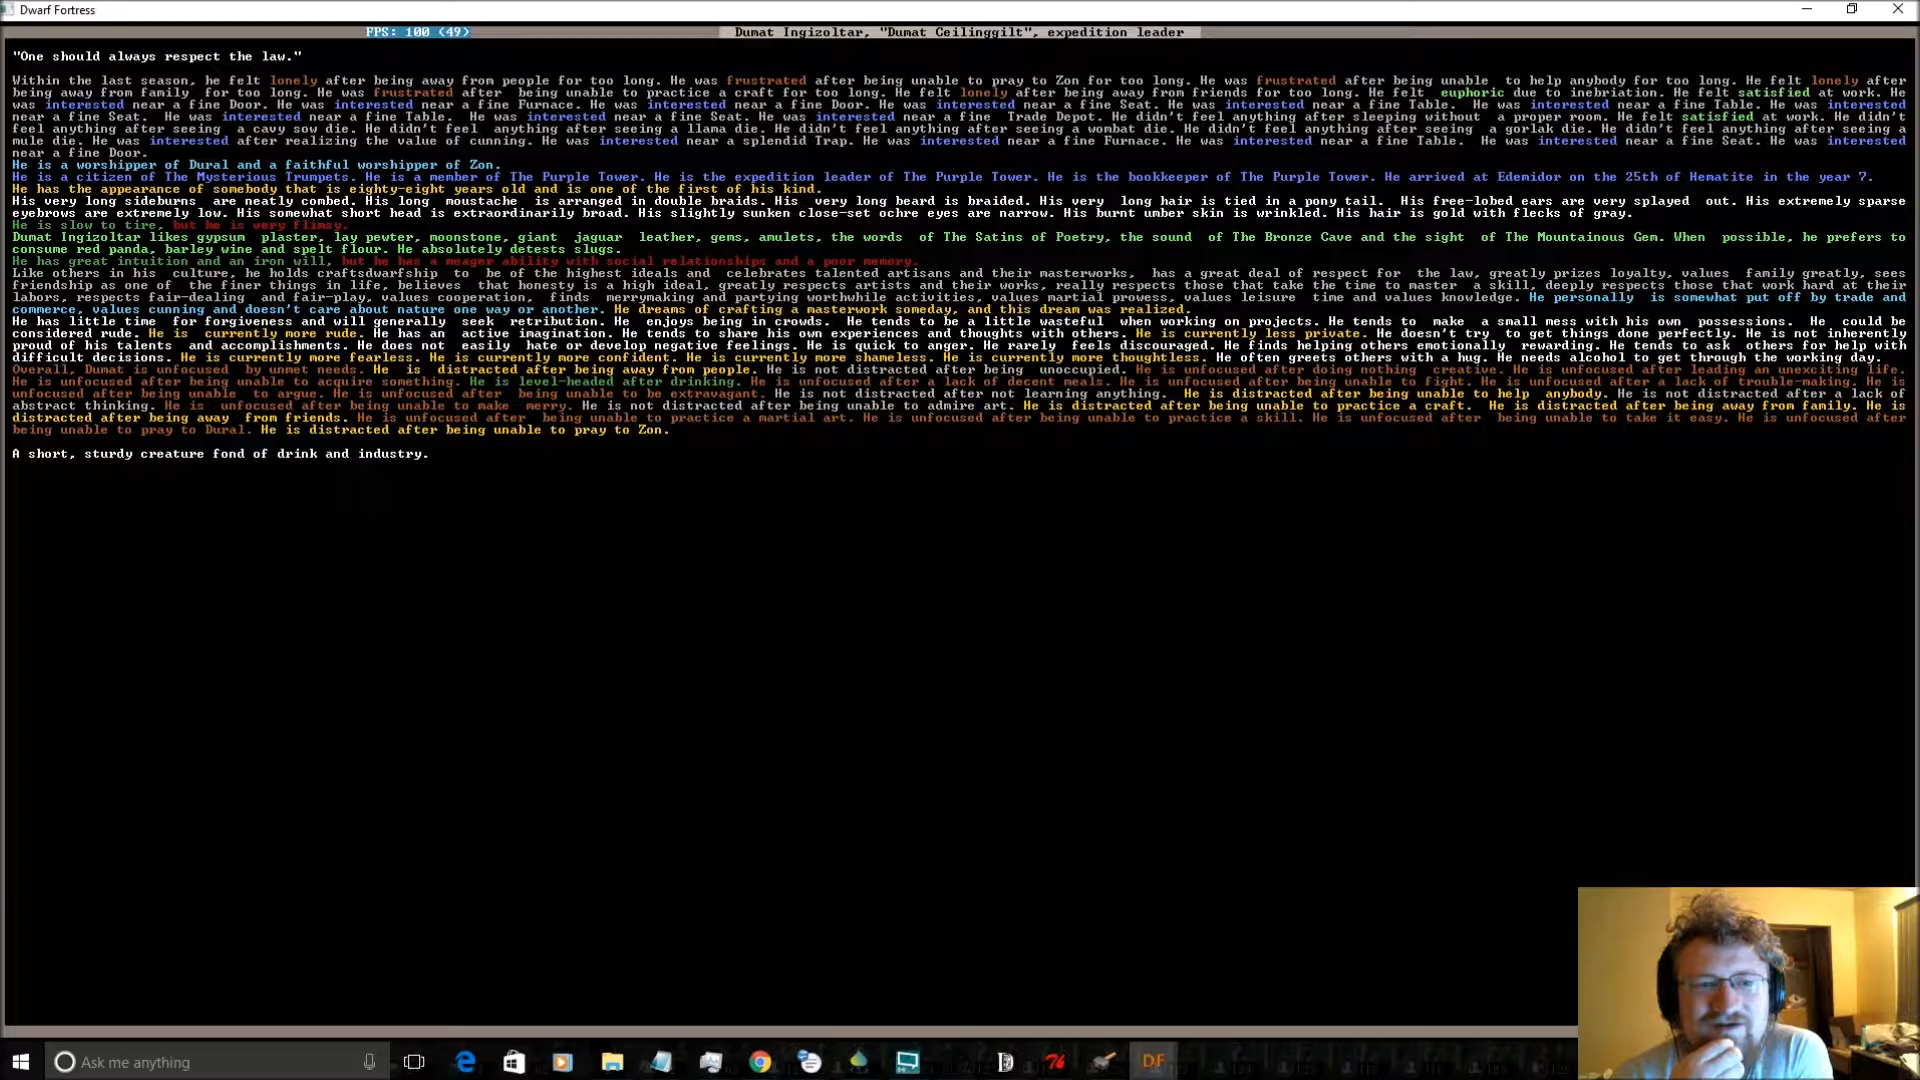 Dwarf Fortress
FPS: 100 (49)
Dumat Ingizoltar, "Dumat Ceilinggilt", expedition leader
"One should always respect the law."
Within the last season, he felt lonely after being away from people for too long. He was frustrated after being unable to pray to Zon for too long. He was frustrated after being unable to help anybody for too long. He felt lonely after
being away from family for too long. He was frustrated after being unable to practice a craft for too long. He felt lonely after being away from friends for too long. He felt euphoric due to inebriation. He felt satisfied at work. He
was interested near a fine Door. He was interested near a fine Furnace. He was interested near a fine Door. He was interested near a fine Seat. He was interested near a fine Table. He was interested near a fine Table. He was interested
near a fine Seat. He was interested near a fine Table. He was interested near a fine Seat. He was interested near a fine Trade Depot. He didn't feel anything after sleeping without a proper room. He felt satisfied at work. He didn't
feel anything after seeing a cavy sow die. He didn't feel anything after seeing a llama die. He didn't feel anything after seeing a wombat die. He didn't feel anything after seeing a gorlak die. He didn't feel anything after seeing a
mule die. He was interested after realizing the value of cunning. He was interested near a splendid Trap. He was interested near a fine Furnace. He was interested near a fine Table. He was interested near a fine Seat. He was interested
near a fine Door.
He is a worshipper of Dural and a faithful worshipper of Zon.
He is a citizen of The Mysterious Trumpets. He is a member of The Purple Tower. He is the expedition leader of The Purple Tower. He is the bookkeeper of The Purple Tower. He arrived at Edemidor on the 25th of Hematite in the year 7.
He has the appearance of somebody that is eighty-eight years old and is one of the first of his kind.
His very long sideburns are neatly combed. His long moustache is arranged in double braids. His very long beard is braided. His very long hair is tied in a pony tail. His free-lobed ears are very splayed out. His extremely sparse
eyebrows are extremely low. His somewhat short head is extraordinarily broad. His slightly sunken close-set ochre eyes are narrow. His burnt umber skin is wrinkled. His hair is gold with flecks of gray.
He is slow to tire, but he is very flimsy.
Dumat Ingizoltar likes gypsum plaster, lay pewter, moonstone, giant jaguar leather, gems, amulets, the words of The Satins of Poetry, the sound of The Bronze Cave and the sight of The Mountainous Gem. When possible, he prefers to
consume red panda, barley wine and spelt flour. He absolutely detests slugs.
He has great intuition and an iron will, but he has a meager ability with social relationships and a poor memory.
Like others in his culture, he holds craftsdwarfship to be of the highest ideals and celebrates talented artisans and their masterworks, has a great deal of respect for the law, greatly prizes loyalty, values family greatly, sees
friendship as one of the finer things in life, believes that honesty is a high ideal, greatly respects artists and their works, really respects those that take the time to master a skill, deeply respects those that work hard at their
labors, respects fair-dealing and fair-play, values cooperation, finds merrymaking and partying worthwhile activities, values martial prowess, values leisure time and values knowledge. He personally is somewhat put off by trade and
commerce, values cunning and doesn't care about nature one way or another. He dreams of crafting a masterwork someday, and this dream was realized.
He has little time for forgiveness and will generally seek retribution. He enjoys being in crowds. He tends to be a little wasteful when working on projects. He tends to make a small mess with his own possessions. He could be
considered rude. He is currently more rude. He has an active imagination. He tends to share his own experiences and thoughts with others. He is currently less private. He doesn't try to get things done perfectly. He is not inherently
proud of his talents and accomplishments. He does not easily hate or develop negative feelings. He is quick to anger. He rarely feels discouraged. He finds helping others emotionally rewarding. He tends to ask others for help with
difficult decisions. He is currently more fearless. He is currently more confident. He is currently more shameless. He is currently more thoughtless. He often greets others with a hug. He needs alcohol to get through the working day.
Overall, Dumat is unfocused by unmet needs. He is distracted after being away from people. He is not distracted after being unoccupied. He is unfocused after doing nothing creative. He is unfocused after leading an unexciting life.
He is unfocused after being unable to acquire something. He is level-headed after drinking. He is unfocused after a lack of decent meals. He is unfocused after being unable to fight. He is unfocused after a lack of trouble-making. He is
unfocused after being unable to argue. He is unfocused after being unable to be extravagant. He is not distracted after not learning anything. He is distracted after being unable to help anybody. He is not distracted after a lack of
abstract thinking. He is unfocused after being unable to make merry. He is not distracted after being unable to admire art. He is distracted after being unable to practice a craft. He is distracted after being away from family. He is
distracted after being away from friends. He is unfocused after being unable to practice a martial art. He is unfocused after being unable to practice a skill. He is unfocused after being unable to take it easy. He is unfocused after
being unable to pray to Dural. He is distracted after being unable to pray to Zon.
A short, sturdy creature fond of drink and industry.
Ask me anything
DF